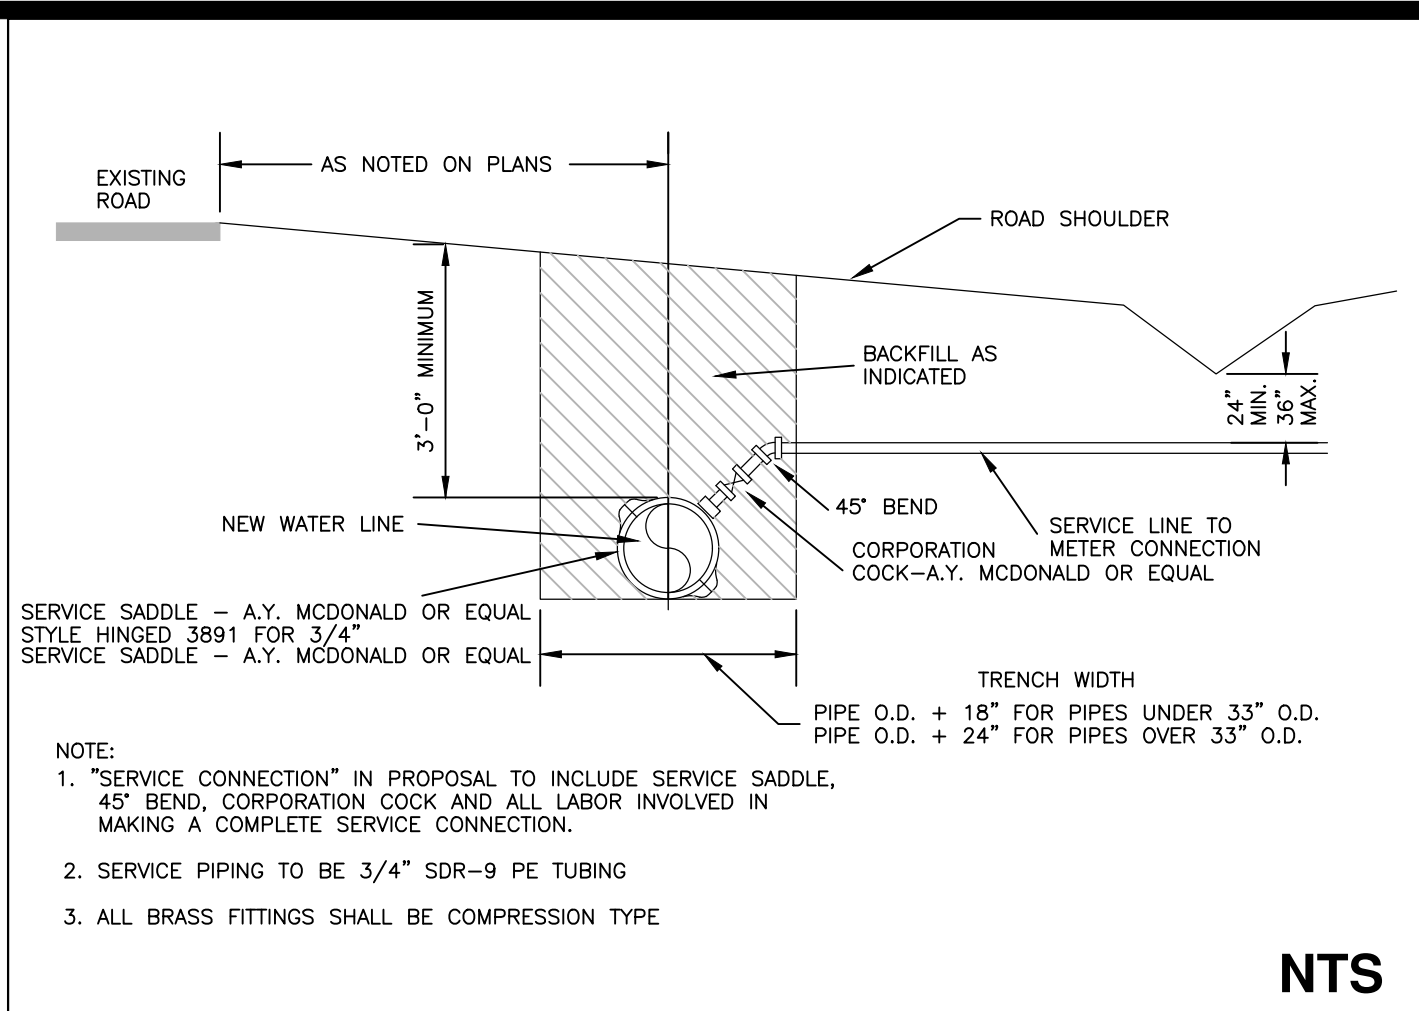 AS NOTED ON PLANS
EXISTING
ROAD
ROAD SHOULDER
3'-0" MINIMUM
BACKFILL AS
INDICATED
24"
MIN.
36"
MAX.
45° BEND
NEW WATER LINE
SERVICE LINE TO
METER CONNECTION
CORPORATION
COCK-A.Y. MCDONALD OR EQUAL
SERVICE SADDLE - A.Y. MCDONALD OR EQUAL
STYLE HINGED 3891 FOR 3/4"
SERVICE SADDLE - A.Y. MCDONALD OR EQUAL
TRENCH WIDTH
PIPE O.D. + 18" FOR PIPES UNDER 33" O.D.
PIPE O.D. + 24" FOR PIPES OVER 33" O.D.
NOTE:
1. "SERVICE CONNECTION" IN PROPOSAL TO INCLUDE SERVICE SADDLE,
45° BEND, CORPORATION COCK AND ALL LABOR INVOLVED IN
MAKING A COMPLETE SERVICE CONNECTION.
2. SERVICE PIPING TO BE 3/4" SDR-9 PE TUBING
3. ALL BRASS FITTINGS SHALL BE COMPRESSION TYPE
NTS